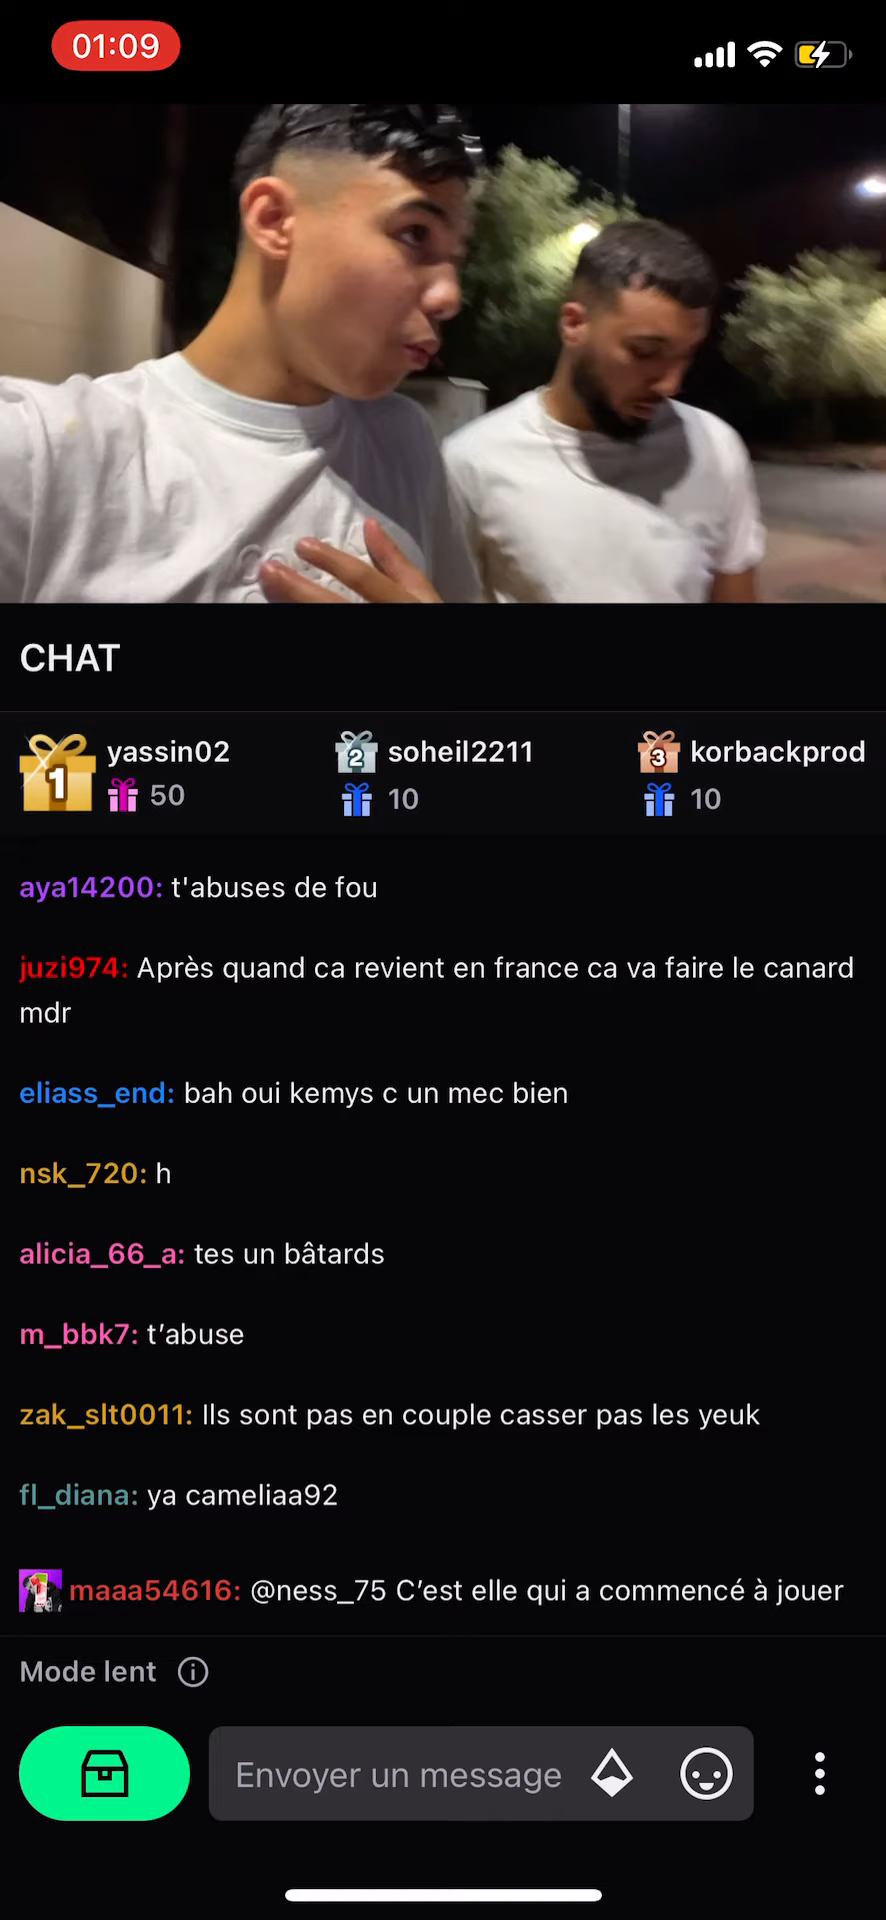 01:09
CHAT
1 yassin02
50
2 soheil2211
10
3 korbackprod
10
aya14200: t'abuses de fou
juzi974: Après quand ca revient en france ca va faire le canard
mdr
eliass_end: bah oui kemys c un mec bien
nsk_720: h
alicia_66_a: tes un bâtards
m_bbk7: t’abuse
zak_slt0011: Ils sont pas en couple casser pas les yeuk
fl_diana: ya cameliaa92
maaa54616: @ness_75 C’est elle qui a commencé à jouer
Mode lent
Envoyer un message